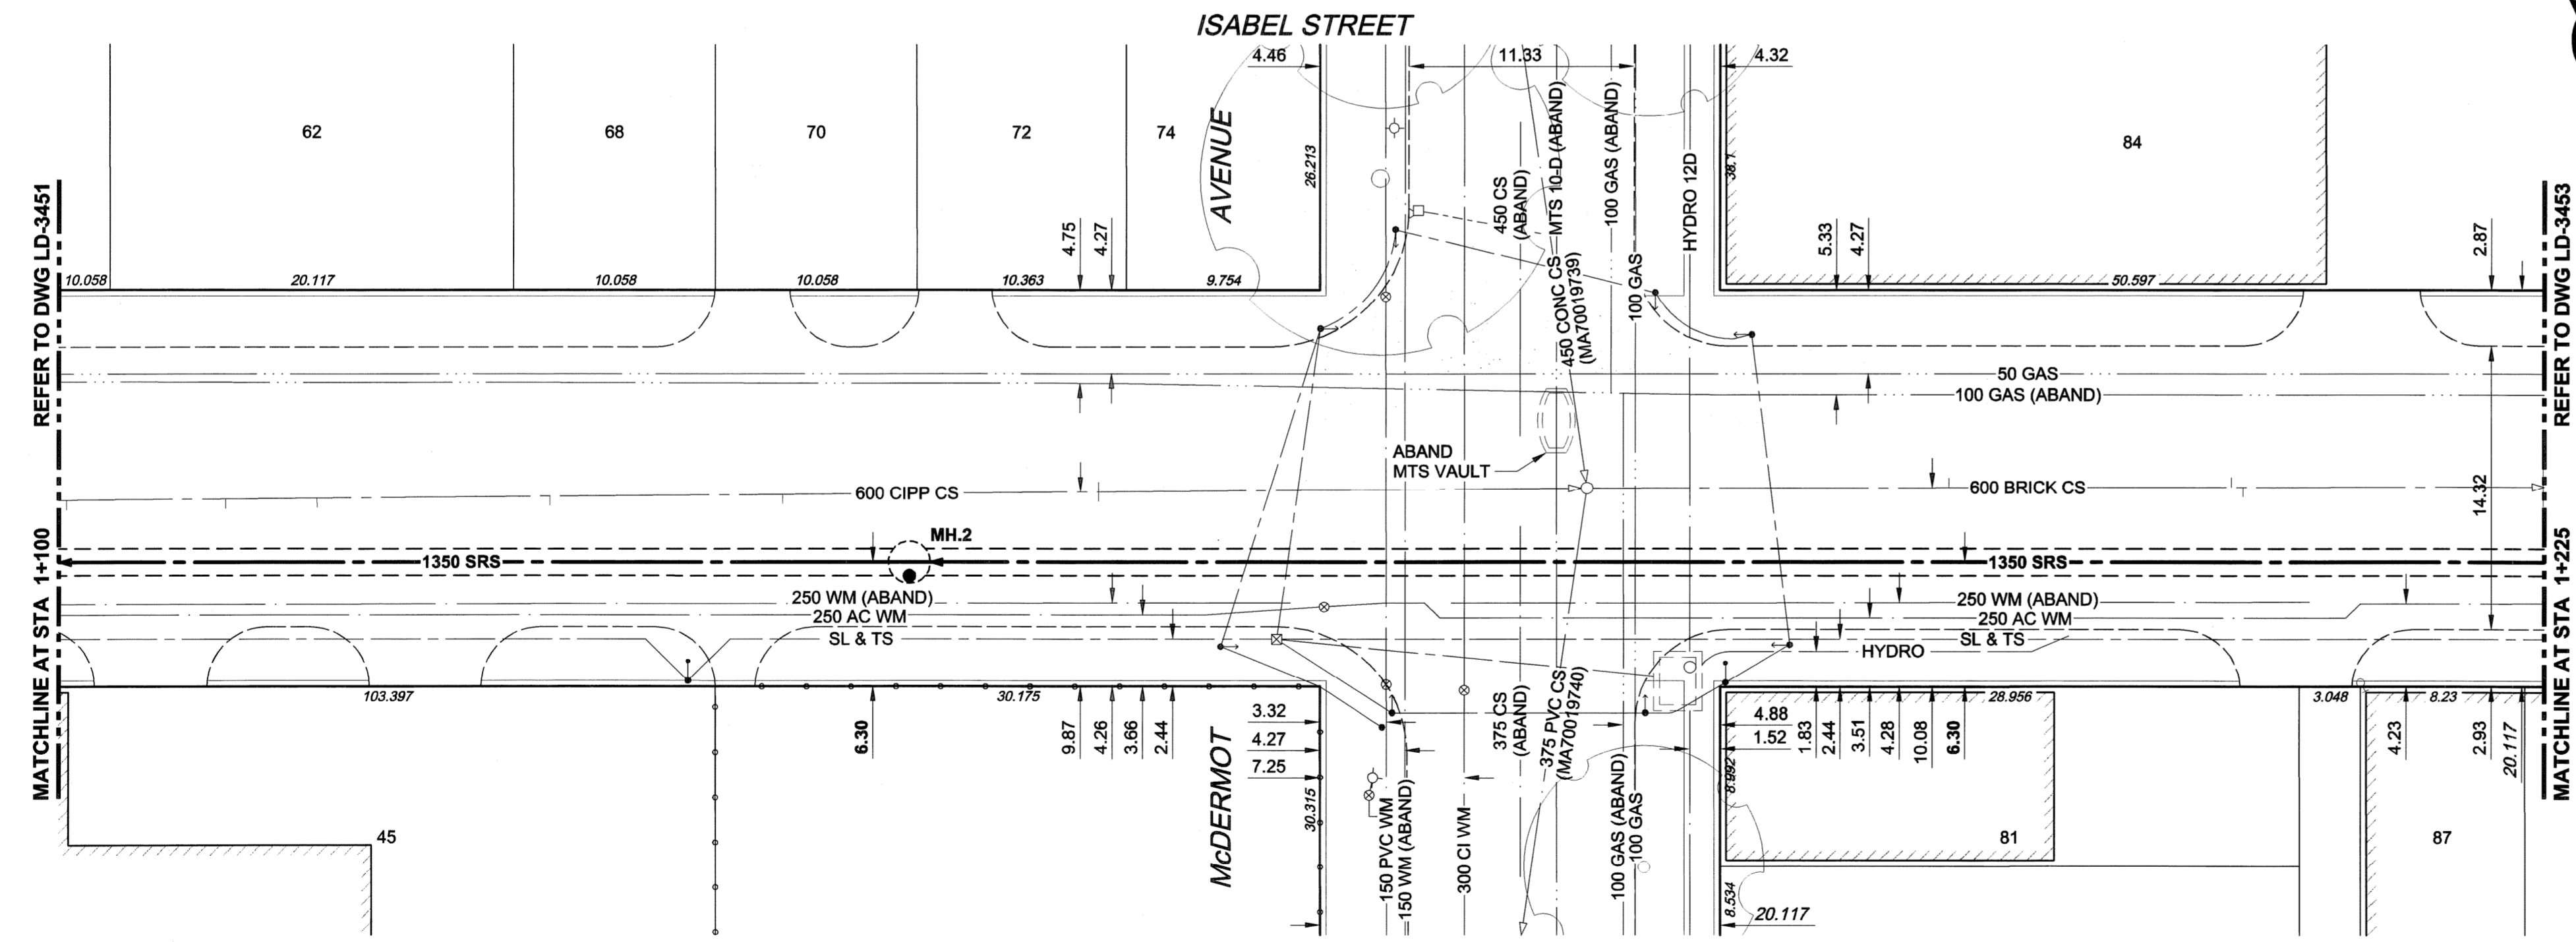 ISABEL STREET
4.46
11.33
4.32
62
68
70
72
74
84
AVENUE
26.213
450 CS
(ABAND)
MTS 10-D (ABAND)
100 GAS (ABAND)
HYDRO 12D
38.1
REFER TO DWG LD-3451
REFER TO DWG LD-3453
4.75
4.27
5.33
4.27
2.87
10.058
20.117
10.058
10.058
10.363
9.754
50.597
450 CONC CS
(MA70019739)
100 GAS
50 GAS
100 GAS (ABAND)
ABAND
MTS VAULT
600 CIPP CS
600 BRICK CS
14.32
MATCHLINE AT STA 1+100
MATCHLINE AT STA 1+225
MH.2
1350 SRS
1350 SRS
250 WM (ABAND)
250 AC WM
SL & TS
250 WM (ABAND)
250 AC WM
SL & TS
HYDRO
103.397
30.175
28.956
3.048
8.23
6.30
9.87
4.26
3.66
2.44
3.32
4.27
7.25
375 CS
(ABAND)
375 PVC CS
(MA70019740)
4.88
1.52
1.83
2.44
3.51
4.28
10.08
6.30
4.23
2.93
20.117
McDERMOT
30.315
150 PVC WM
150 WM (ABAND)
300 CI WM
100 GAS (ABAND)
100 GAS
8.992
45
81
87
8.534
20.117